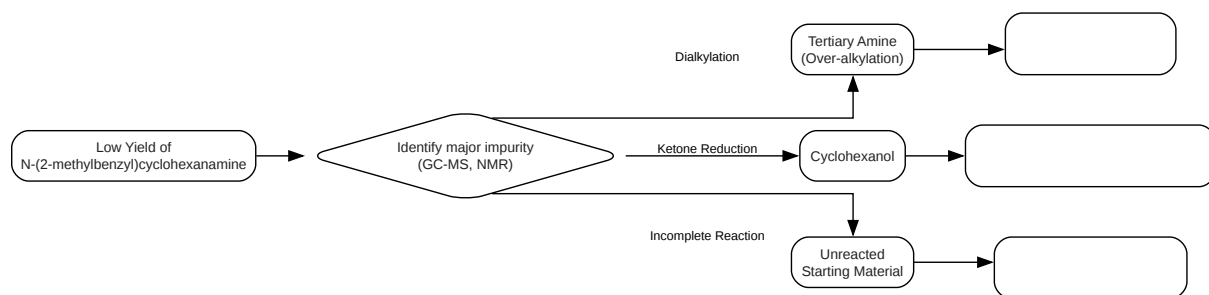 Low Yield of
N-(2-methylbenzyl)cyclohexanamine
Identify major impurity
(GC-MS, NMR)
Dialkylation
Tertiary Amine
(Over-alkylation)
Ketone Reduction
Cyclohexanol
Incomplete Reaction
Unreacted
Starting Material